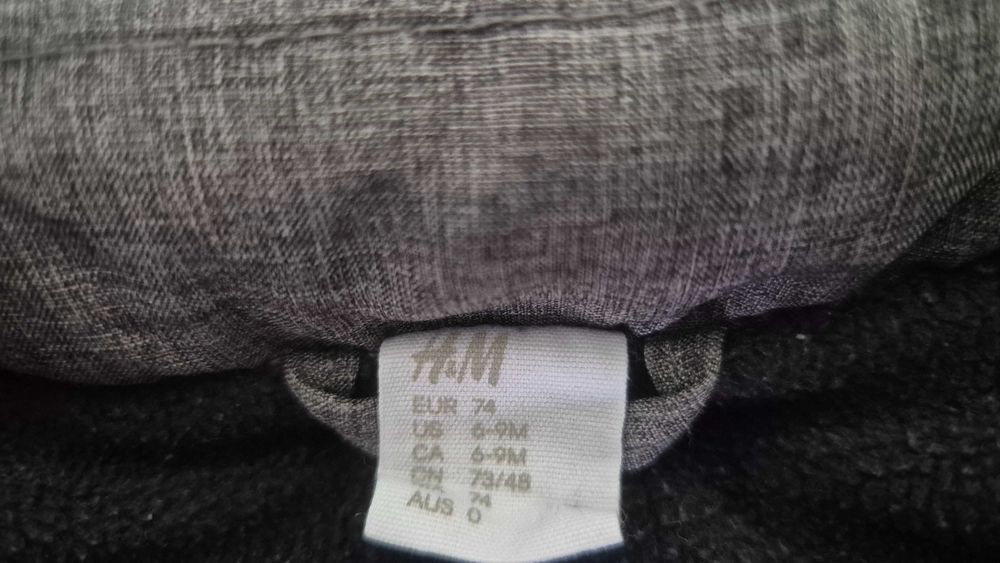 H&M
EUR 74
US 6-9M
CA 6-9M
CN 73/48
AUS 74
0